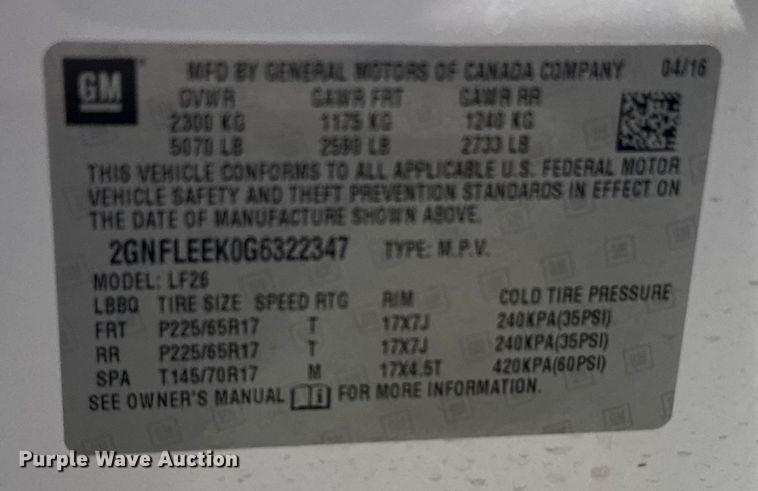 GM MFD BY GENERAL MOTORS OF CANADA COMPANY 04/16
GVWR GAWR FRT GAWR RR
2300 KG 1175 KG 1240 KG
5070 LB 2590 LB 2733 LB
THIS VEHICLE CONFORMS TO ALL APPLICABLE U.S. FEDERAL MOTOR
VEHICLE SAFETY AND THEFT PREVENTION STANDARDS IN EFFECT ON
THE DATE OF MANUFACTURE SHOWN ABOVE.
2GNFLEEK0G6322347 TYPE: M.P.V.
MODEL: LF26
LBBQ TIRE SIZE SPEED RTG RIM COLD TIRE PRESSURE
FRT P225/65R17 T 17X7J 240KPA(35PSI)
RR P225/65R17 T 17X7J 240KPA(35PSI)
SPA T145/70R17 M 17X4.5T 420KPA(60PSI)
SEE OWNER'S MANUAL i FOR MORE INFORMATION.
Purple Wave Auction